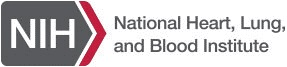 NIH
National Heart, Lung,
and Blood Institute